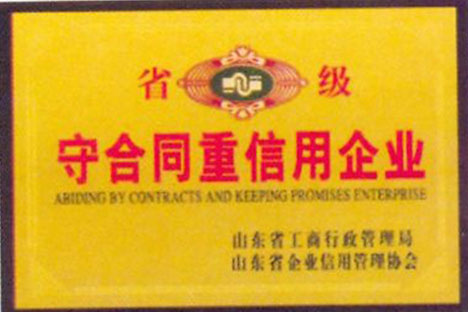 省级
守合同重信用企业
ABIDING BY CONTRACTS AND KEEPING PROMISES ENTERPRISE
山东省工商行政管理局
山东省企业信用管理协会